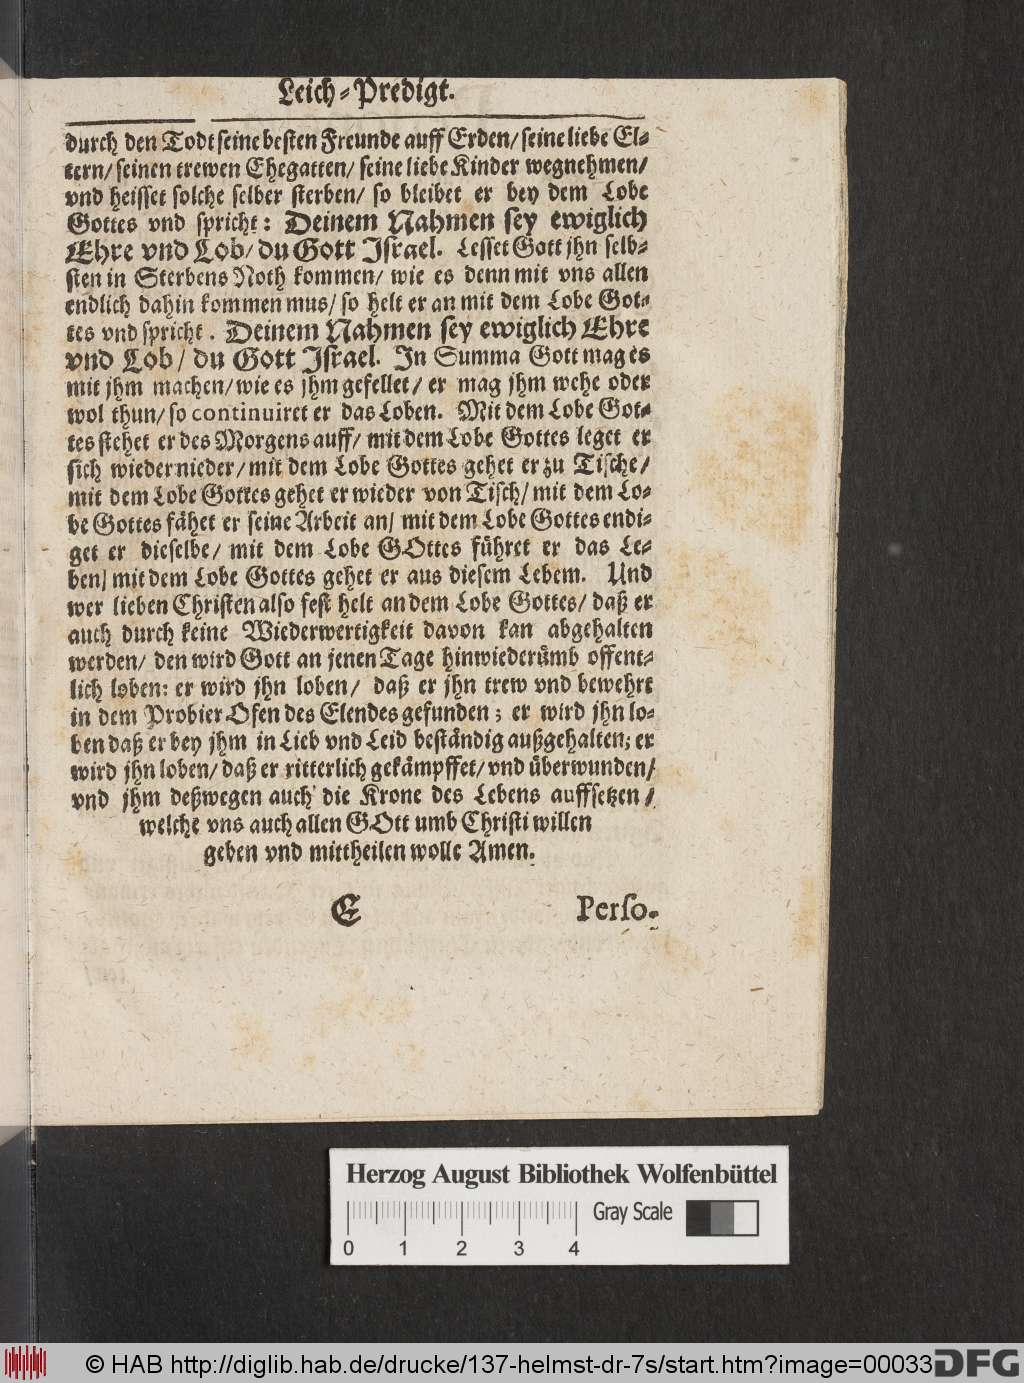 Leich-Predigt.
durch den Todt seine besten Freunde auff Erden/ seine liebe El-
tern/ seinen trewen Ehegatten/ seine liebe Kinder wegnehmen/
vnd heisset solche selber sterben/ so bleibet er bey dem Lobe
Gottes vnd spricht: Deinem Nahmen sey ewiglich
Ehre vnd Lob/ du Gott Israel. Lesset Gott jhn selb-
sten in Sterbens Noth kommen/ wie es denn mit vns allen
endlich dahin kommen mus/ so helt er an mit dem Lobe Got-
tes vnd spricht. Deinem Nahmen sey ewiglich Ehre
vnd Lob/ du Gott Israel. In Summa Gott mag es
mit jhm machen/ wie es jhm gefellet/ er mag jhm wehe oder
wol thun/ so continuiret er das Loben. Mit dem Lobe Got-
tes stehet er des Morgens auff/ mit dem Lobe Gottes leget er
sich wieder nieder/ mit dem Lobe Gottes gehet er zu Tische/
mit dem Lobe Gottes gehet er wieder von Tisch/ mit dem Lo-
be Gottes fähet er seine Arbeit an/ mit dem Lobe Gottes endi-
get er dieselbe/ mit dem Lobe GOttes führet er das Le-
ben/ mit dem Lobe Gottes gehet er aus diesem Lebem. Und
wer lieben Christen also fest helt an dem Lobe Gottes/ daß er
auch durch keine Wiederwertigkeit davon kan abgehalten
werden/ den wird Gott an jenen Tage hinwiederümb offent-
lich loben: er wird jhn loben/ daß er jhn trew vnd bewehrt
in dem Probier Ofen des Elendes gefunden; er wird jhn lo-
ben daß er bey jhm in Lieb vnd Leid beständig außgehalten; er
wird jhn loben/ daß er ritterlich gekämpffet/ vnd überwunden/
vnd jhm deßwegen auch die Krone des Lebens auffsetzen/
welche vns auch allen GOtt umb Christi willen
geben vnd mittheilen wolle Amen.
E Perso-
Herzog August Bibliothek Wolfenbüttel
Gray Scale
0 1 2 3 4
© HAB http://diglib.hab.de/drucke/137-helmst-dr-7s/start.htm?image=00033
DFG